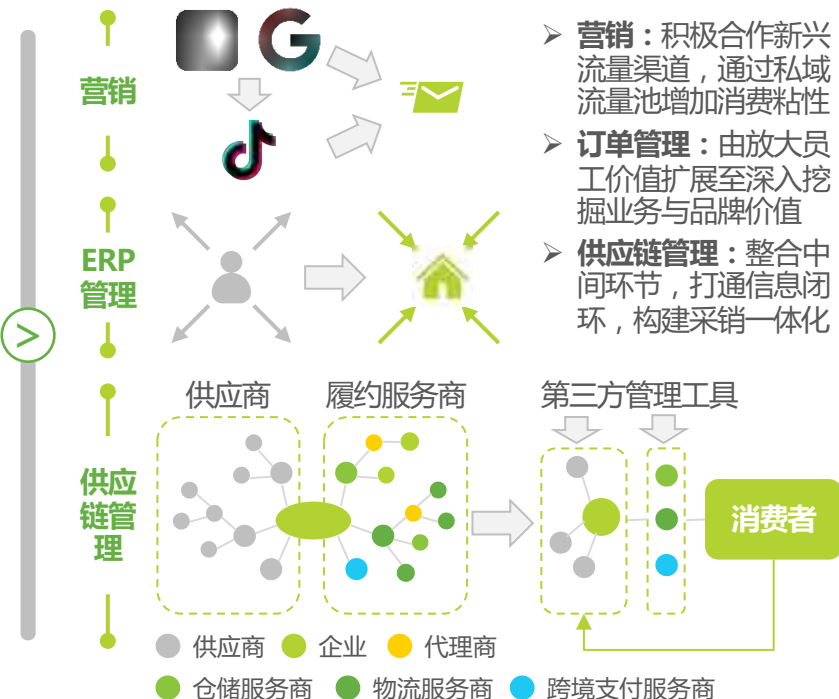 营销
ERP
管理
>
供应
链管
理
➢ 营销：积极合作新兴
流量渠道，通过私域
流量池增加消费粘性
➢ 订单管理：由放大员
工价值扩展至深入挖
掘业务与品牌价值
➢ 供应链管理：整合中
间环节，打通信息闭
环，构建采销一体化
供应商
履约服务商
第三方管理工具
消费者
供应商
企业
代理商
仓储服务商
物流服务商
跨境支付服务商